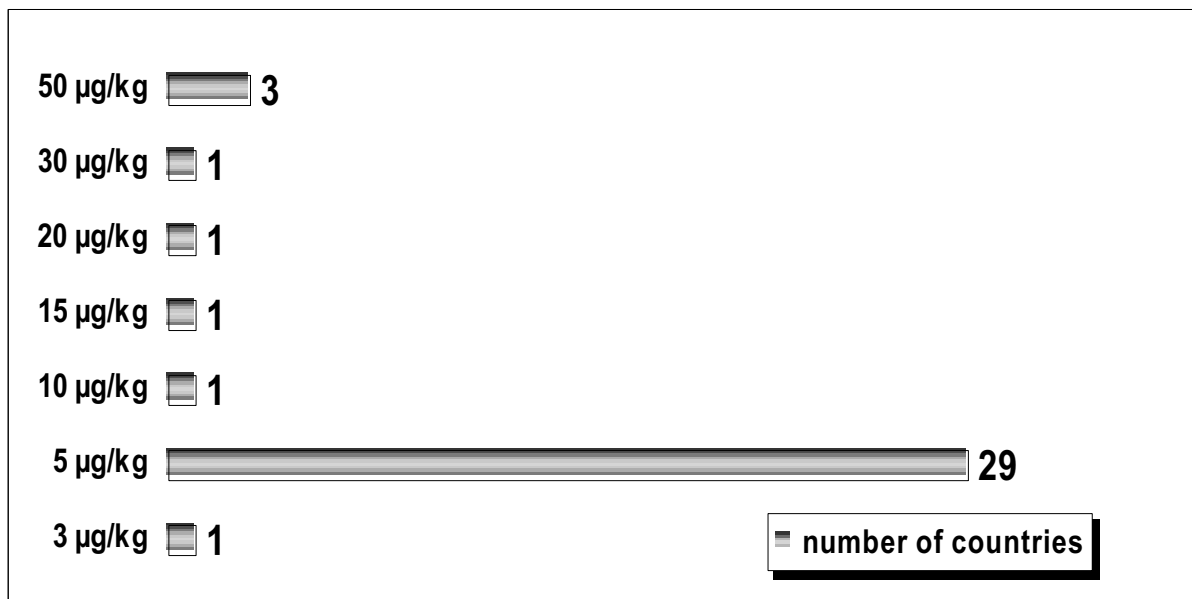 50 µg/kg 3
30 µg/kg 1
20 µg/kg 1
15 µg/kg 1
10 µg/kg 1
5 µg/kg 29
3 µg/kg 1
number of countries